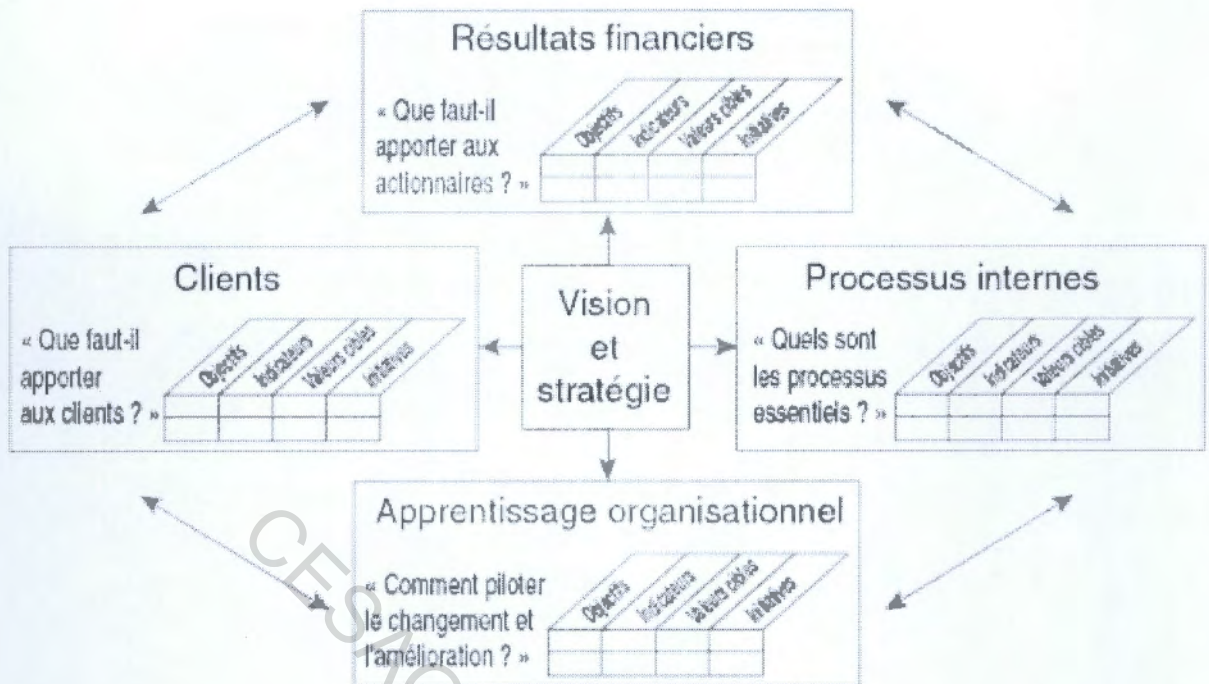 Résultats financiers
« Que faut-il
apporter aux
actionnaires ? »
Objectifs
Indicateurs
Valeurs cibles
Initiatives
Clients
« Que faut-il
apporter
aux clients ? »
Objectifs
Indicateurs
Valeurs cibles
Initiatives
Vision
et
stratégie
Processus internes
« Quels sont
les processus
essentiels ? »
Objectifs
Indicateurs
Valeurs cibles
Initiatives
Apprentissage organisationnel
« Comment piloter
le changement et
l'amélioration ? »
Objectifs
Indicateurs
Valeurs cibles
Initiatives